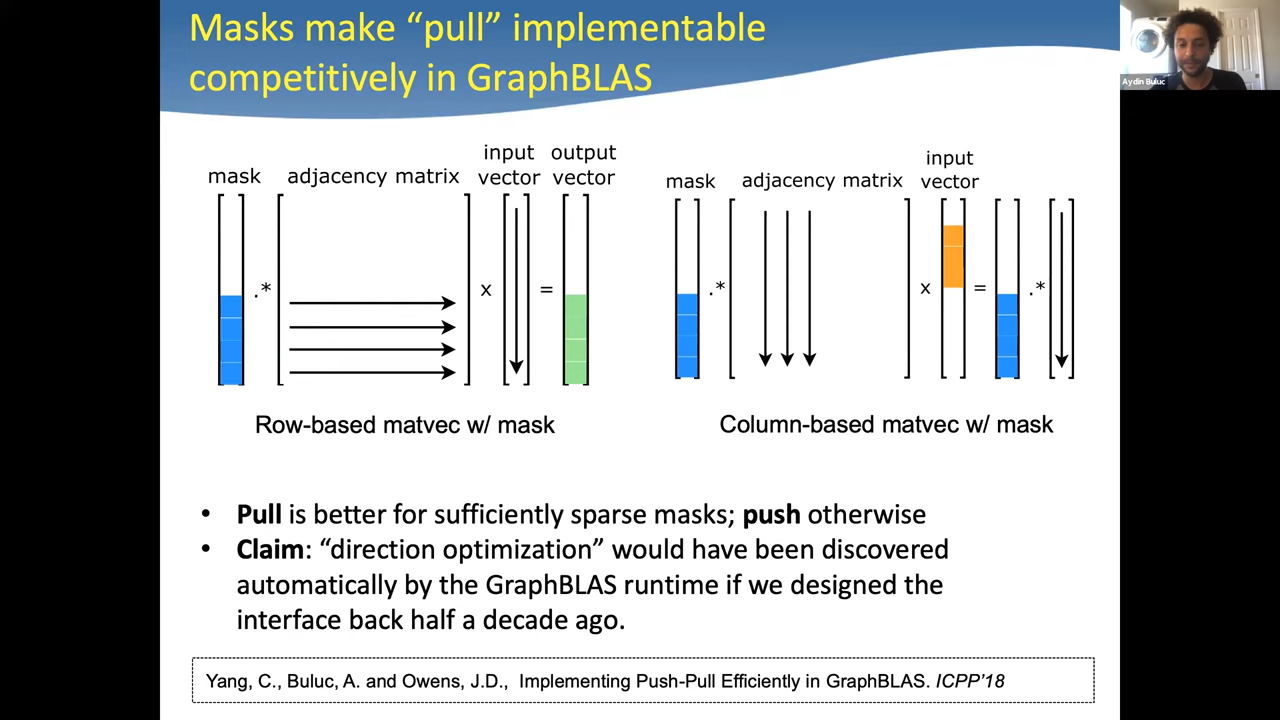 Masks make “pull” implementable
competitively in GraphBLAS
Aydin Buluc
mask
adjacency matrix
input
vector
output
vector
.*
x
=
Row-based matvec w/ mask
mask
adjacency matrix
input
vector
.*
x
=
.*
Column-based matvec w/ mask
• Pull is better for sufficiently sparse masks; push otherwise
• Claim: “direction optimization” would have been discovered
automatically by the GraphBLAS runtime if we designed the
interface back half a decade ago.
Yang, C., Buluc, A. and Owens, J.D., Implementing Push-Pull Efficiently in GraphBLAS. ICPP’18